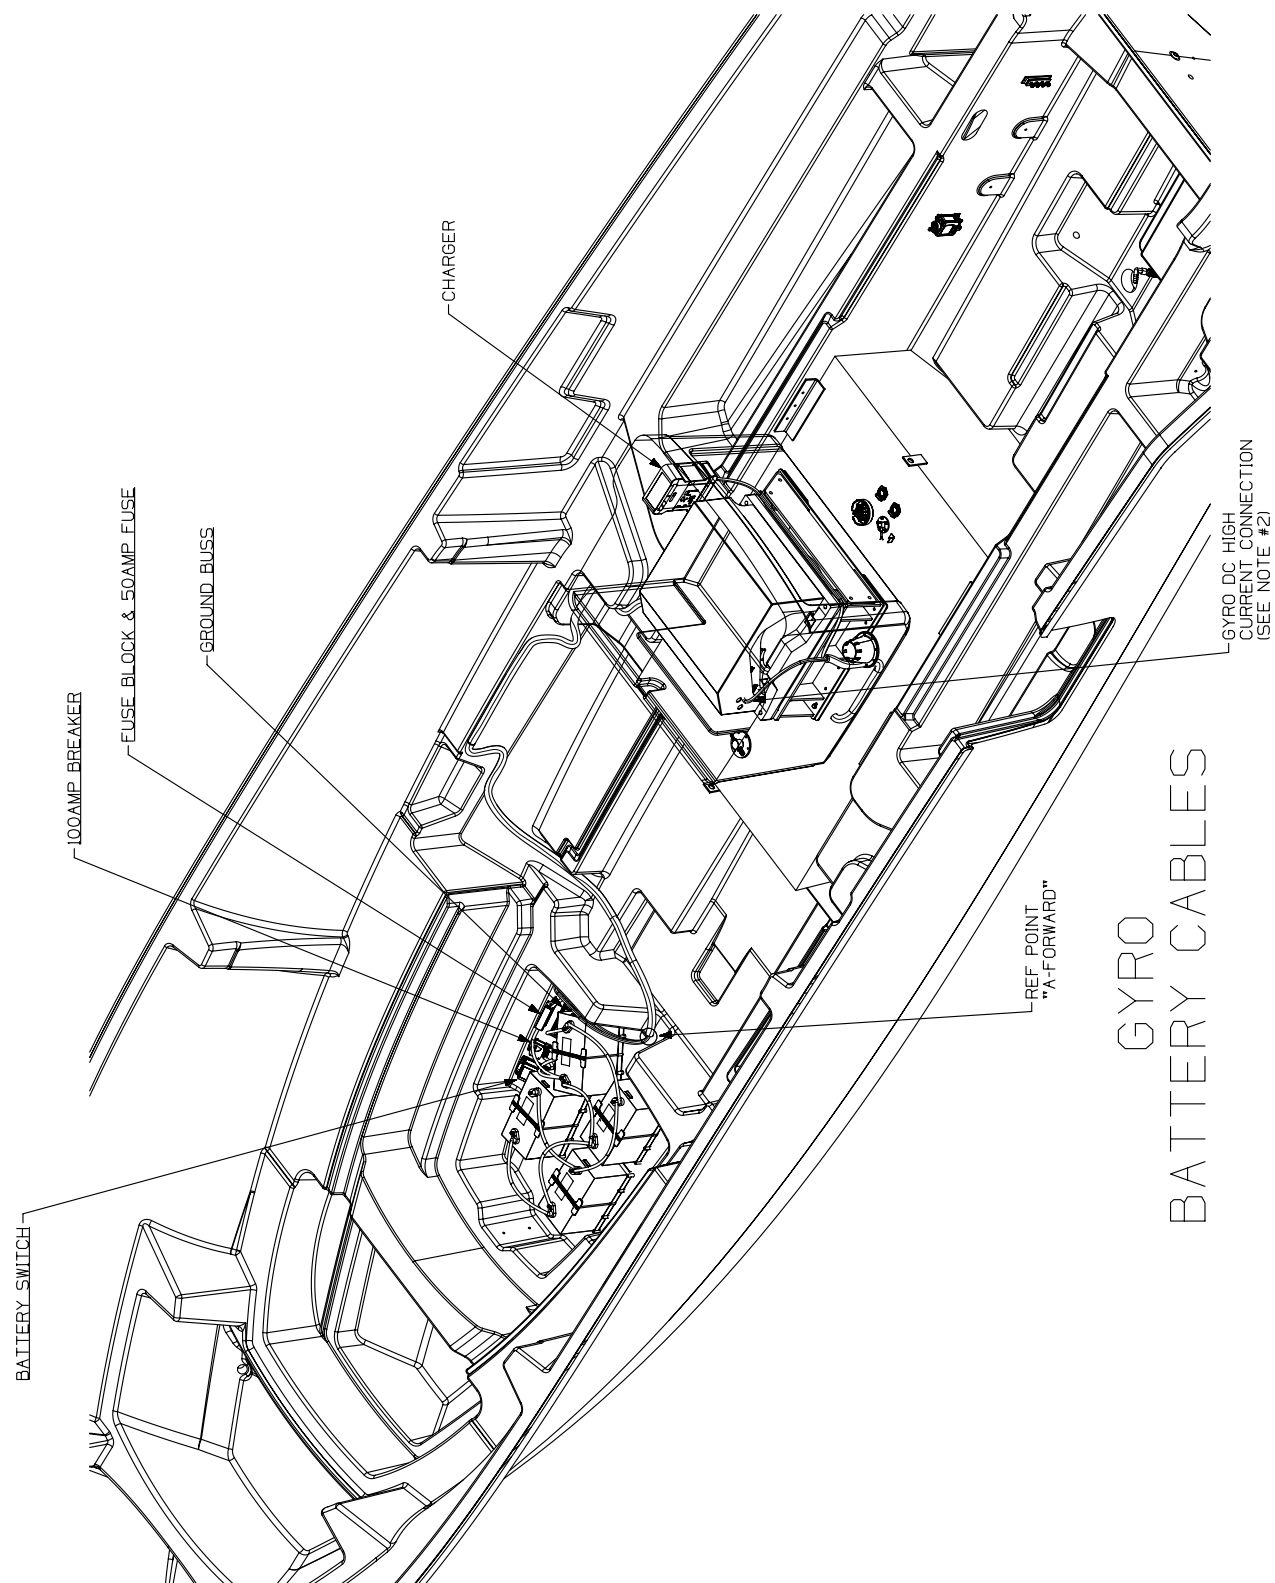 BATTERY SWITCH
100AMP BREAKER
FUSE BLOCK & 50AMP FUSE
GROUND BUSS
CHARGER
REF POINT
"A-FORWARD"
GYRO DC HIGH
CURRENT CONNECTION
(SEE NOTE #2)
GYRO
BATTERY CABLES